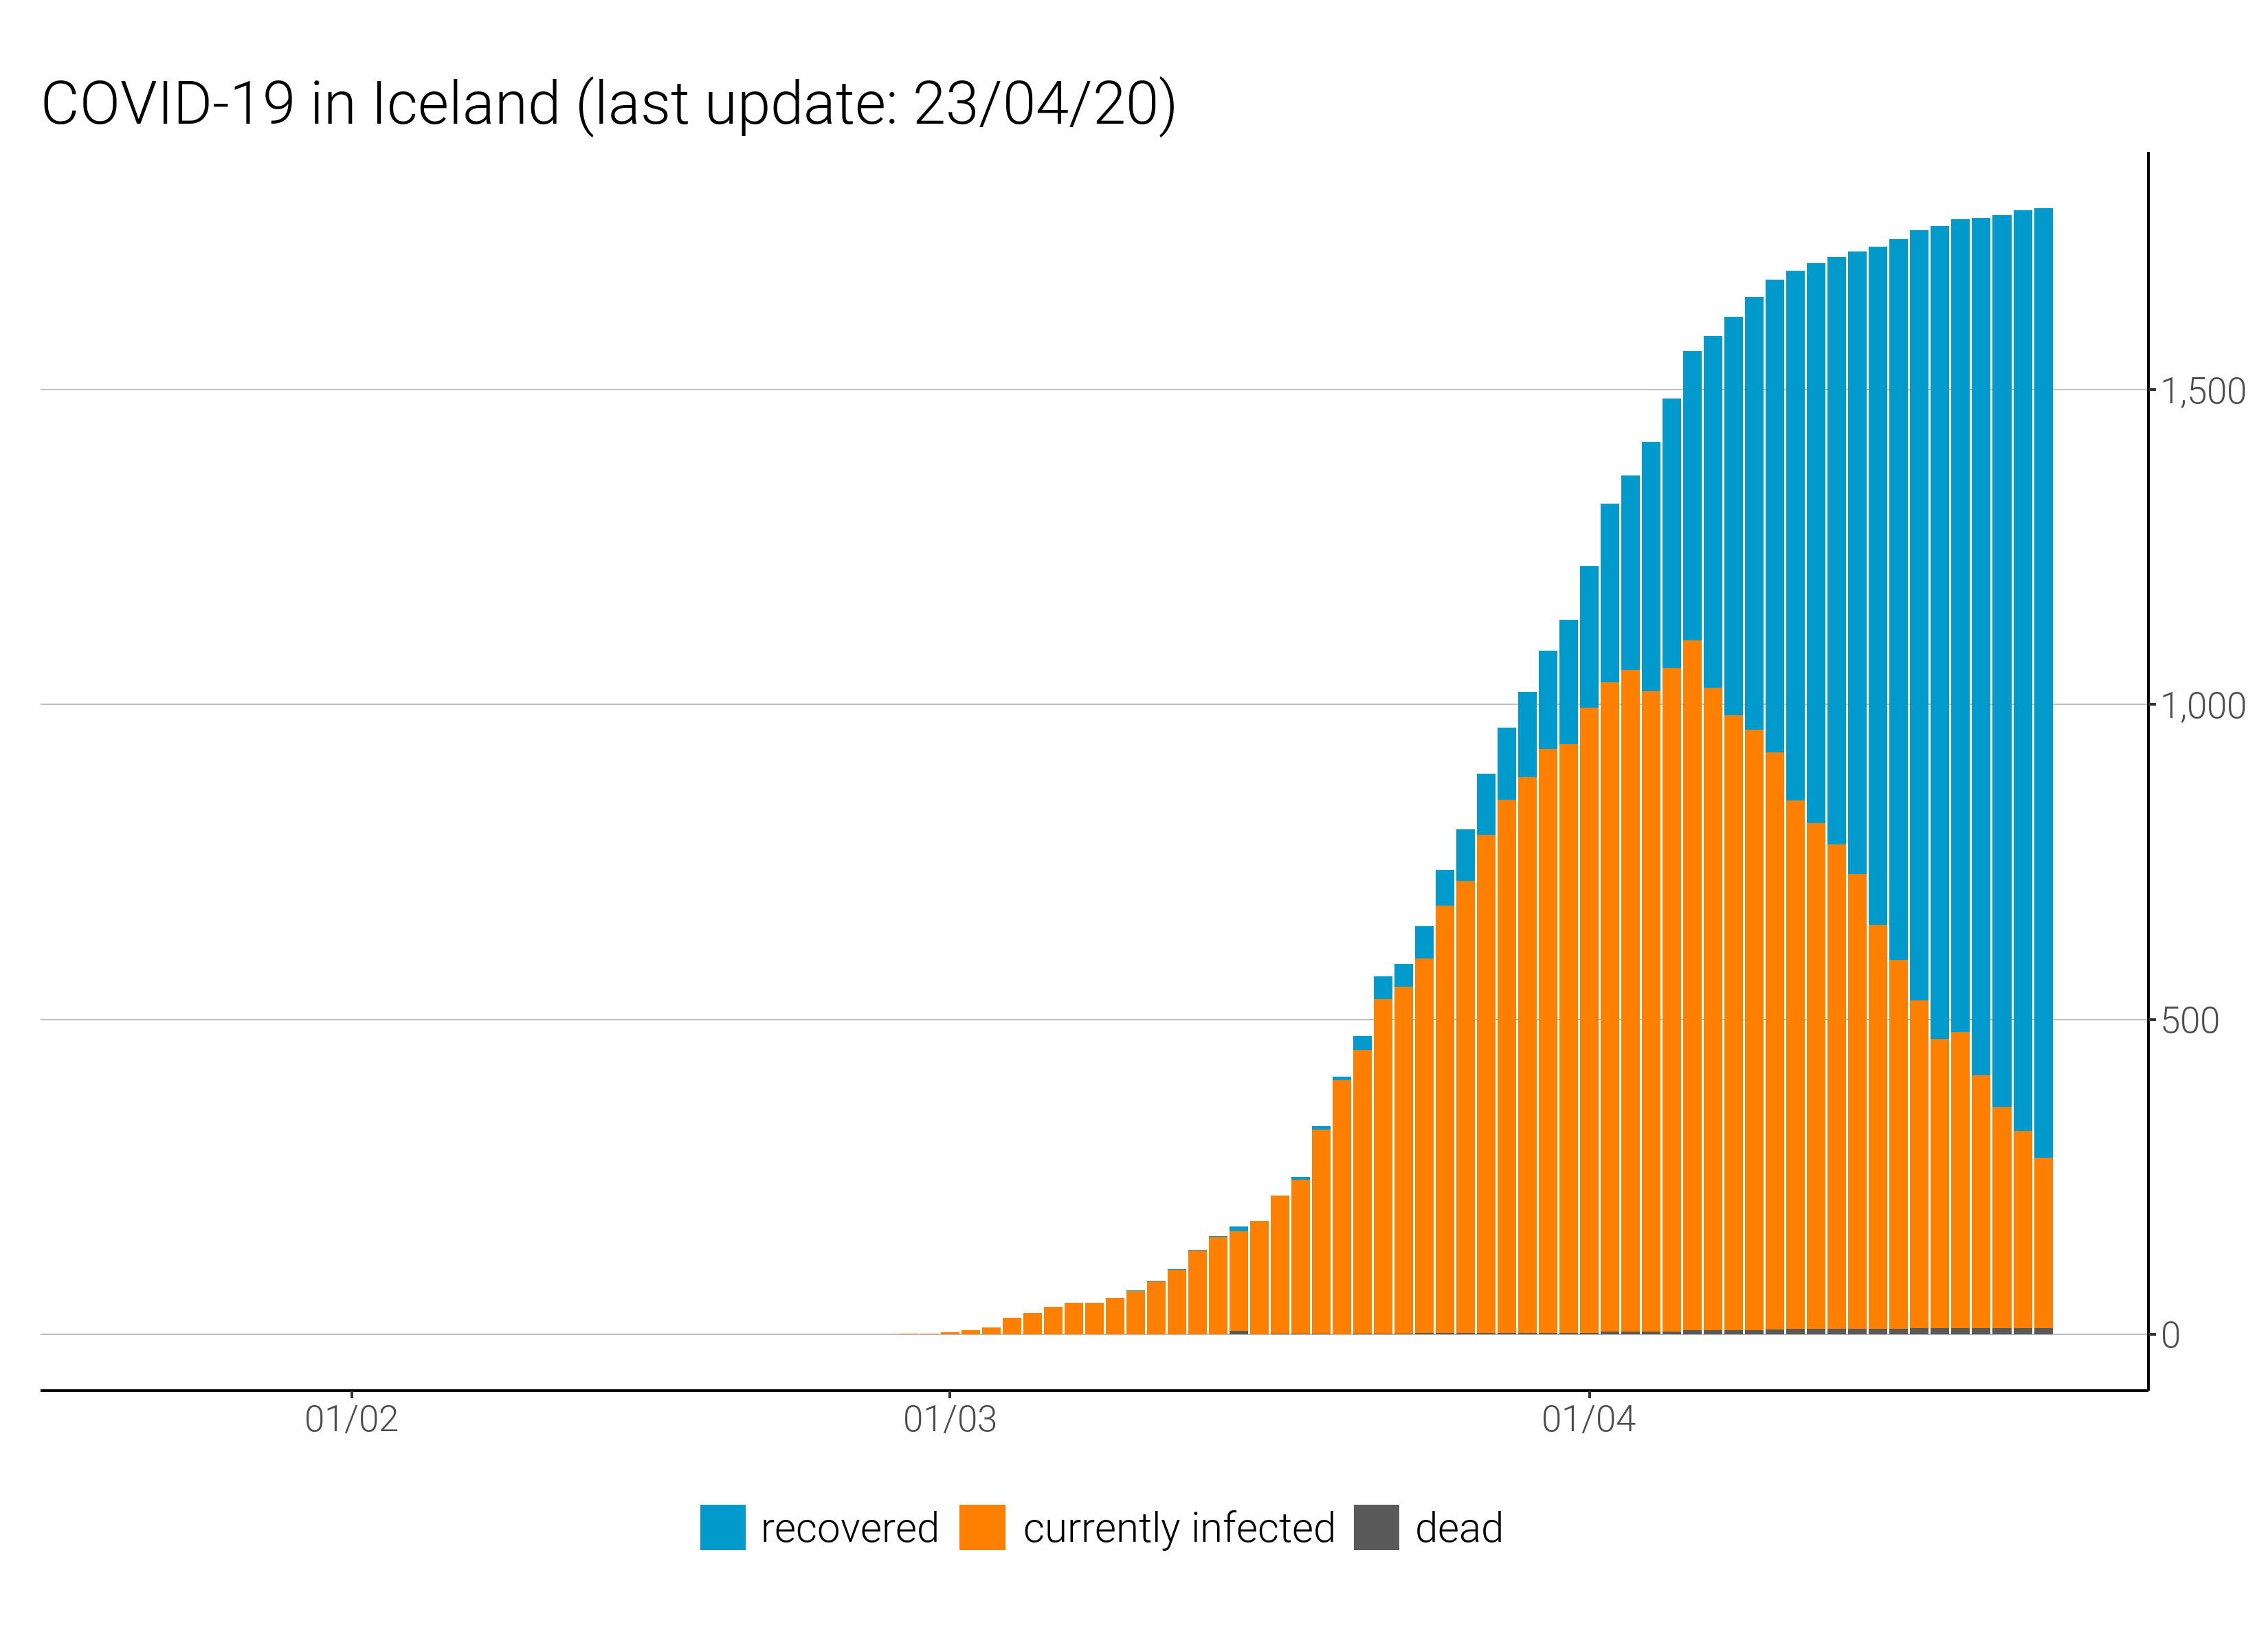 COVID-19 in Iceland (last update: 23/04/20)
1,500
1,000
500
0
01/02 01/03 01/04
recovered currently infected dead